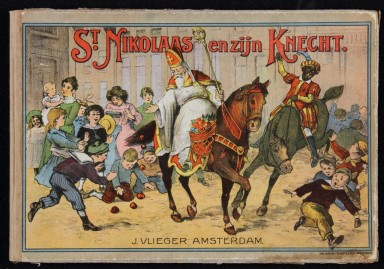 ST. NIKOLAAS en zijn KNECHT.
J. VLIEGER AMSTERDAM.